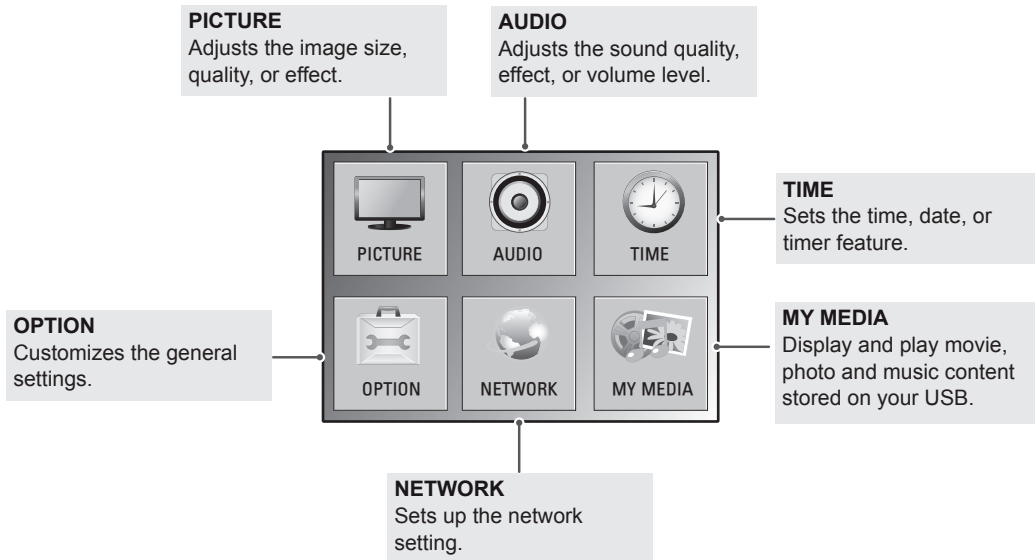 PICTURE
Adjusts the image size,
quality, or effect.
AUDIO
Adjusts the sound quality,
effect, or volume level.
PICTURE
AUDIO
TIME
TIME
Sets the time, date, or
timer feature.
OPTION
Customizes the general
settings.
OPTION
NETWORK
MY MEDIA
MY MEDIA
Display and play movie,
photo and music content
stored on your USB.
NETWORK
Sets up the network
setting.